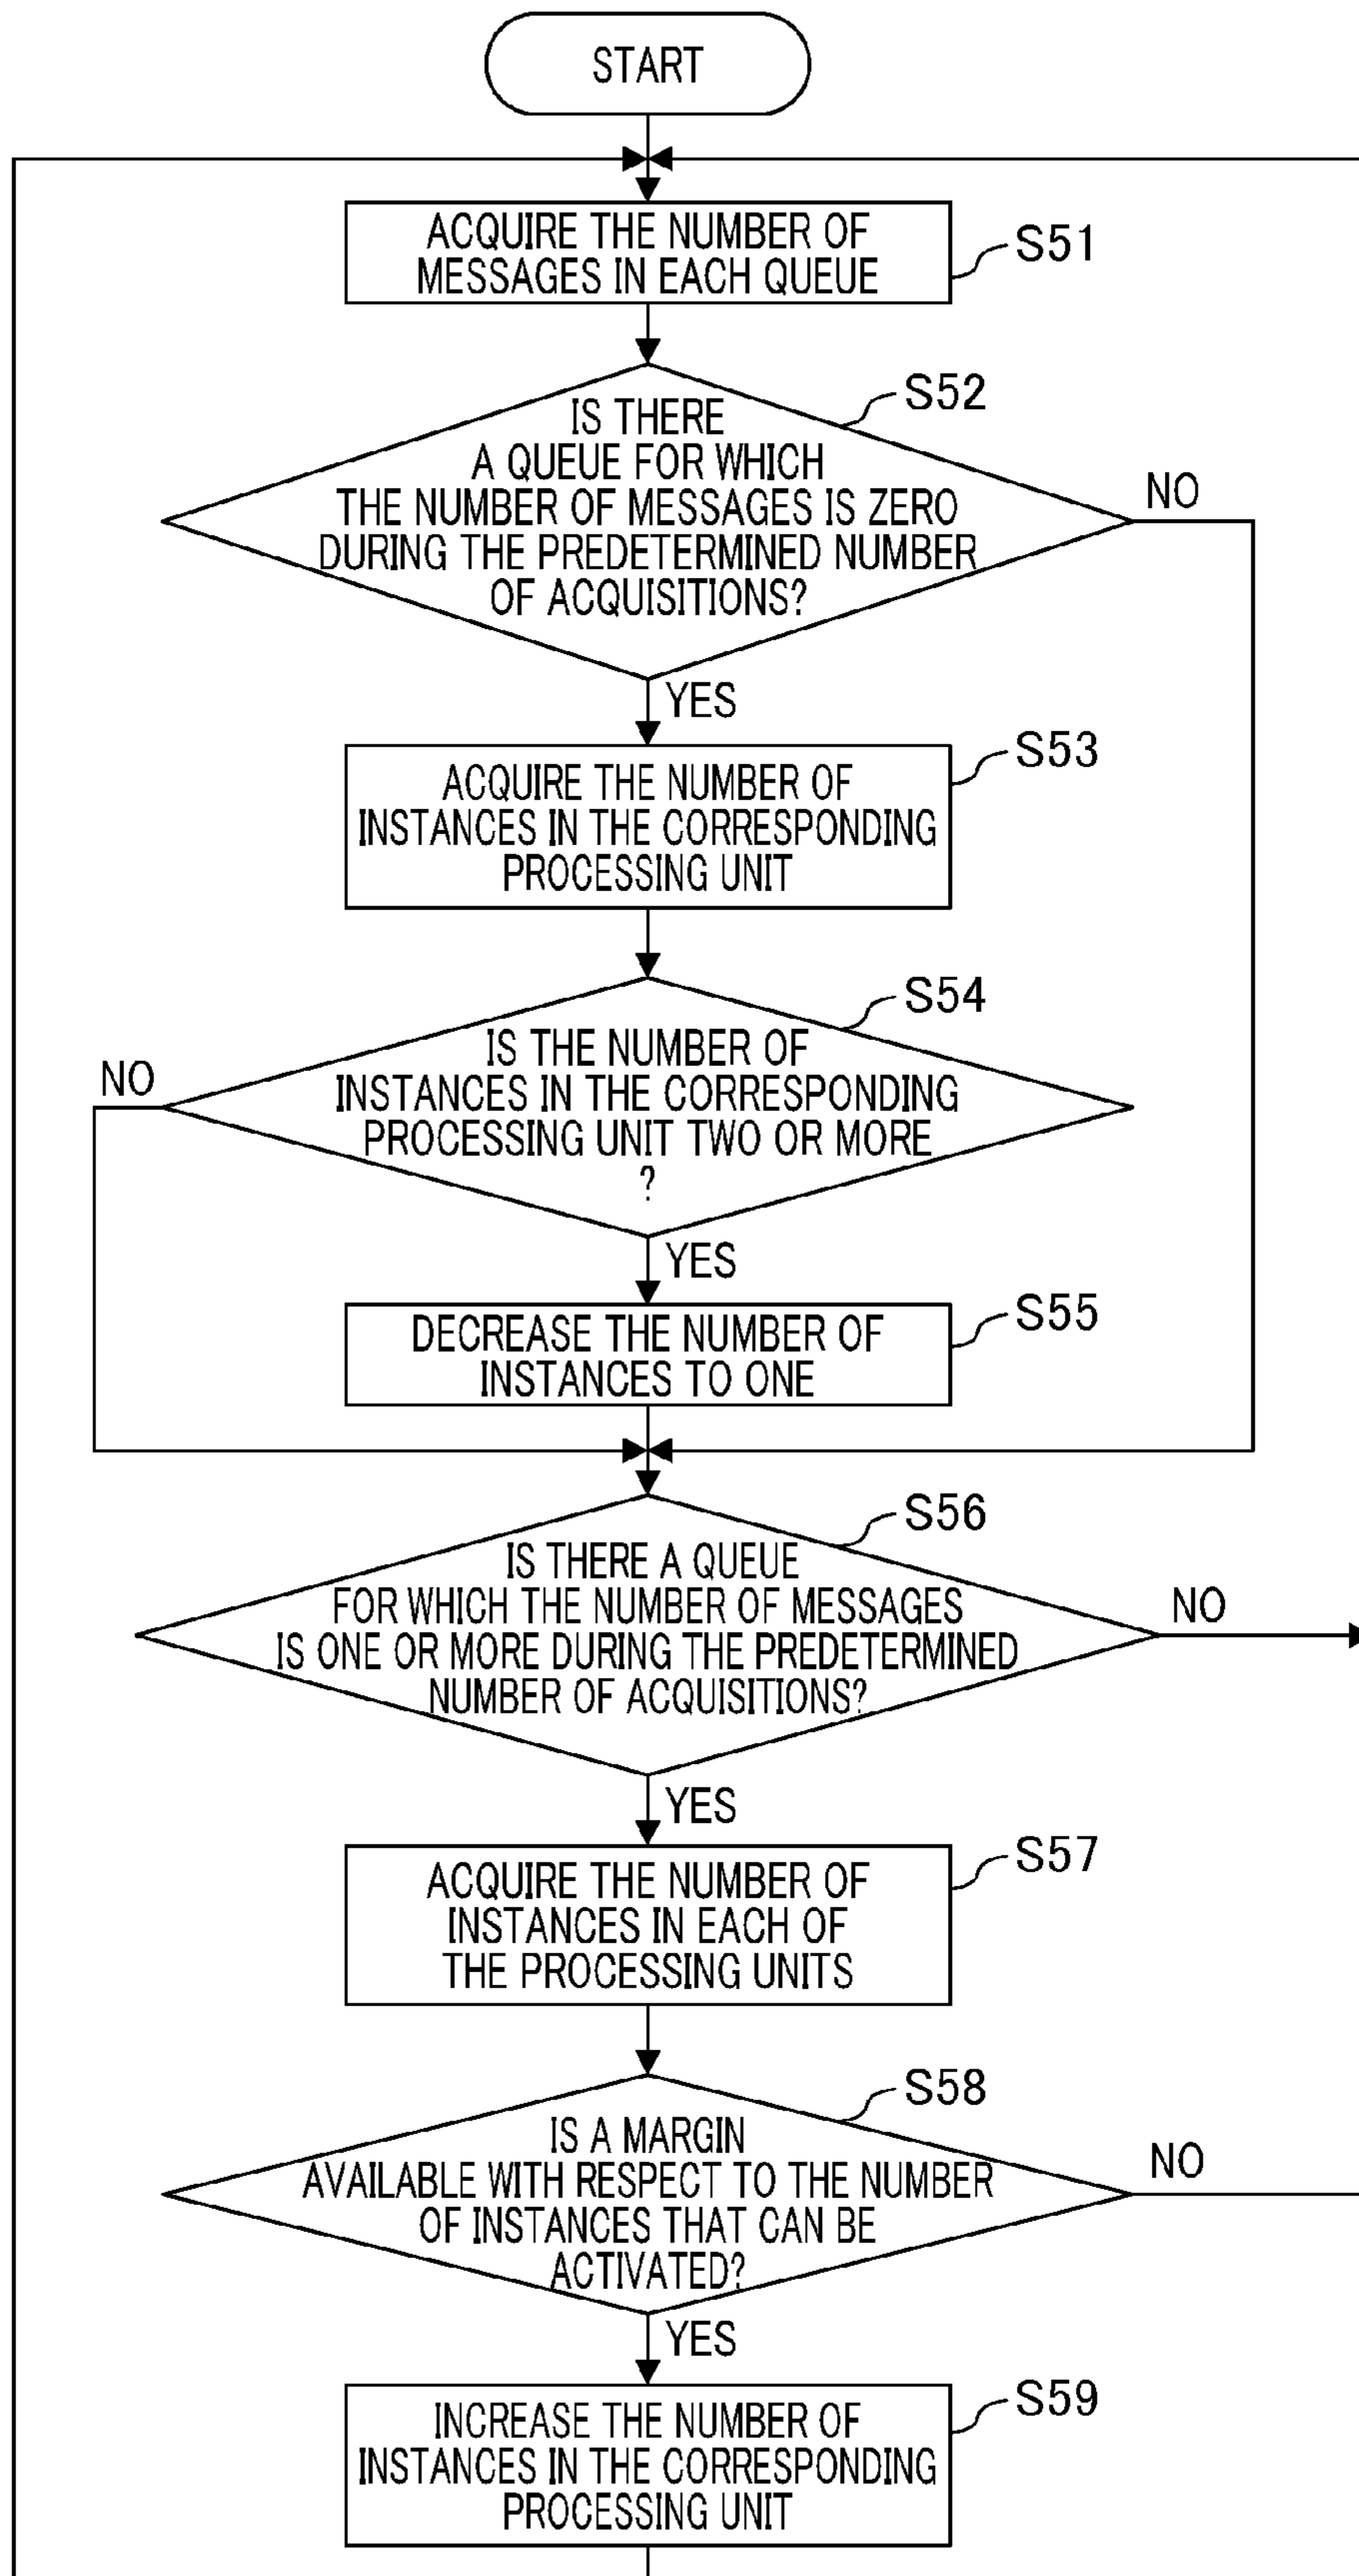 START
ACQUIRE THE NUMBER OF
MESSAGES IN EACH QUEUE
S51
S52
IS THERE
A QUEUE FOR WHICH
THE NUMBER OF MESSAGES IS ZERO
DURING THE PREDETERMINED NUMBER
OF ACQUISITIONS?
NO
YES
S53
ACQUIRE THE NUMBER OF
INSTANCES IN THE CORRESPONDING
PROCESSING UNIT
S54
IS THE NUMBER OF
INSTANCES IN THE CORRESPONDING
PROCESSING UNIT TWO OR MORE
?
NO
YES
S55
DECREASE THE NUMBER OF
INSTANCES TO ONE
S56
IS THERE A QUEUE
FOR WHICH THE NUMBER OF MESSAGES
IS ONE OR MORE DURING THE PREDETERMINED
NUMBER OF ACQUISITIONS?
NO
YES
S57
ACQUIRE THE NUMBER OF
INSTANCES IN EACH OF
THE PROCESSING UNITS
S58
IS A MARGIN
AVAILABLE WITH RESPECT TO THE NUMBER
OF INSTANCES THAT CAN BE
ACTIVATED?
NO
YES
S59
INCREASE THE NUMBER OF
INSTANCES IN THE CORRESPONDING
PROCESSING UNIT